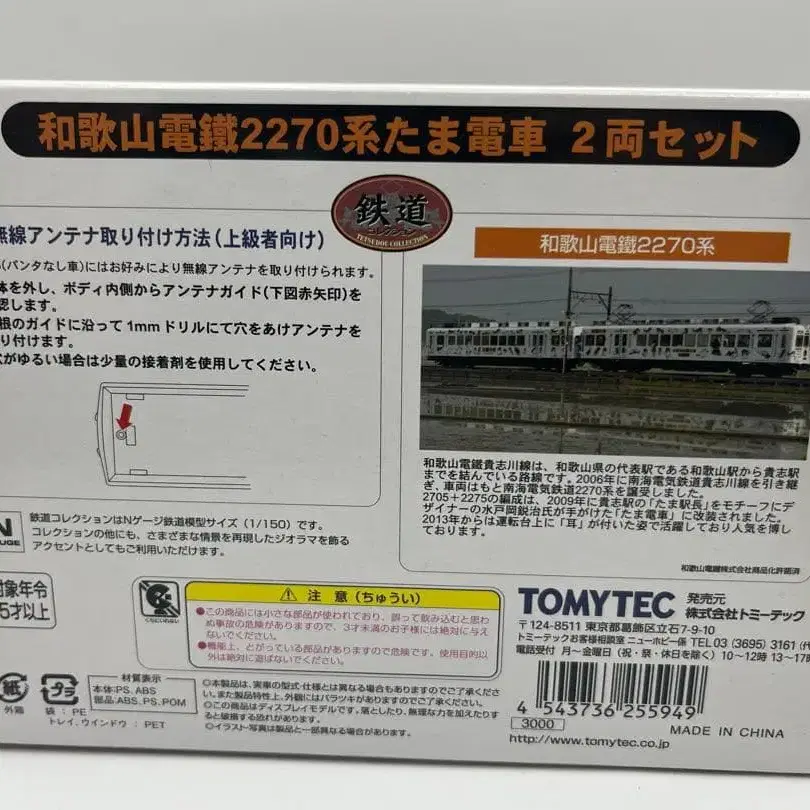 和歌山電鐵2270系たま電車 2両セット
鉄道
コレクション
TETSUDOU COLLECTION
無線アンテナ取り付け方法(上級者向け)
(パンタなし車)にはお好みにより無線アンテナを取り付けられます。
体を外し、ボディ内側からアンテナガイド(下図赤矢印)を
認します。
根のガイドに沿って1mmドリルにて穴をあけアンテナを
り付けます。
穴がゆるい場合は少量の接着剤を使用してください。
和歌山電鐵2270系
和歌山電鐵貴志川線は、和歌山県の代表駅である和歌山駅から貴志駅
までを結んでいる路線です。2006年に南海電気鉄道貴志川線を引き継
ぎ、車両はもと南海電気鉄道2270系を譲受しました。
2705+2275の編成は、2009年に貴志駅の「たま駅長」をモチーフにデ
ザイナーの水戸岡鋭治氏が手がけた「たま電車」に改装されました。
2013年からは運転台上に「耳」が付いた姿で活躍しており人気を博し
ております。
和歌山電鐵株式会社商品化許諾済
N
GAUGE
鉄道コレクションはNゲージ鉄道模型サイズ(1/150)です。
コレクションの他にも、さまざまな情景を再現したジオラマを飾る
アクセントとしてもご利用いただけます。
対象年令
15才以上
くちにいれない
注 意(ちゅうい)
●この商品には小さな部品が使われており、誤って飲み込むと思わ
ぬ事故の危険がありますので、3才未満のお子様には絶対に与え
ないでください。
●機能上、とがっている部品がありますので危険です。使用目的以
外は絶対に遊ばないでください。
TOMYTEC 発売元 株式会社トミーテック
〒124-8511 東京都葛飾区立石7-9-10
トミーテックお客様相談室 ニューホビー係 TEL03(3695)3161(代
電話受付 月~金曜日(祝・祭・休日を除く)10~12時 13~17
紙
外箱
プラ
袋:PE
トレイ、ウインドウ:PET
材質表示
本体:PS、ABS
部品:ABS、PS、POM
◎本製品は、実車の型式・仕様とは異なる場合もありますのでご了承くださ
い。また製品特性上、外観にはバラツキがありますのでご了承ください。
◎この商品はディスプレイモデルです。落としたり、無理な力を加えたりす
ると破損する恐れがあります。
◎イラスト・写真は製品と一部異なる場合があります。
4 543736 255949
3000
MADE IN CHINA
http://www.tomytec.co.jp